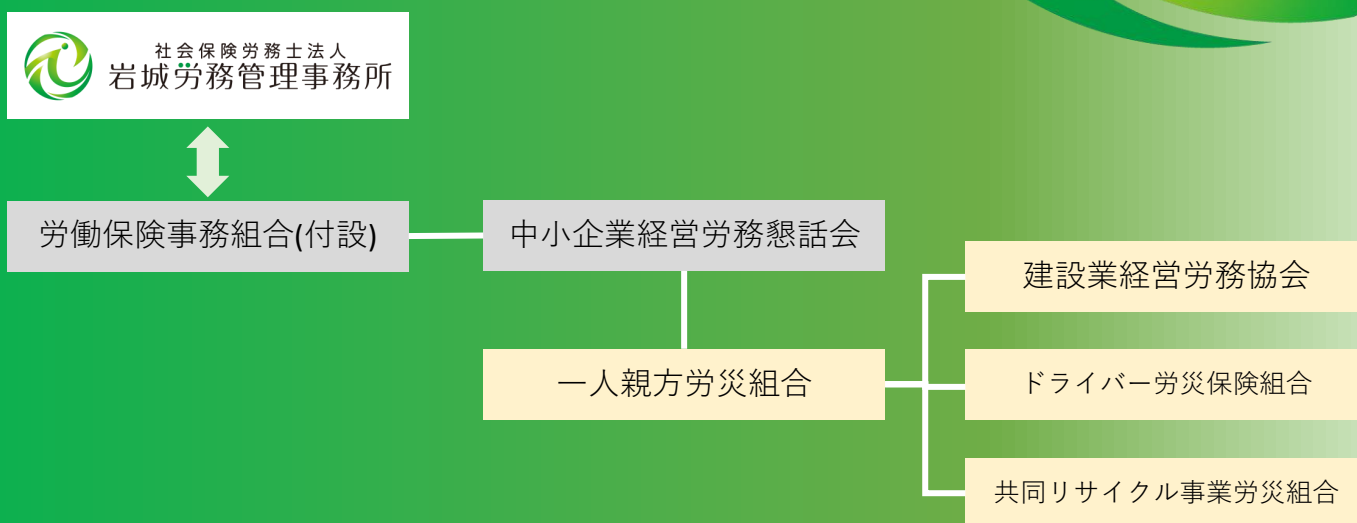 社会保険労務士法人
岩城労務管理事務所
労働保険事務組合(付設)
中小企業経営労務懇話会
建設業経営労務協会
一人親方労災組合
ドライバー労災保険組合
共同リサイクル事業労災組合